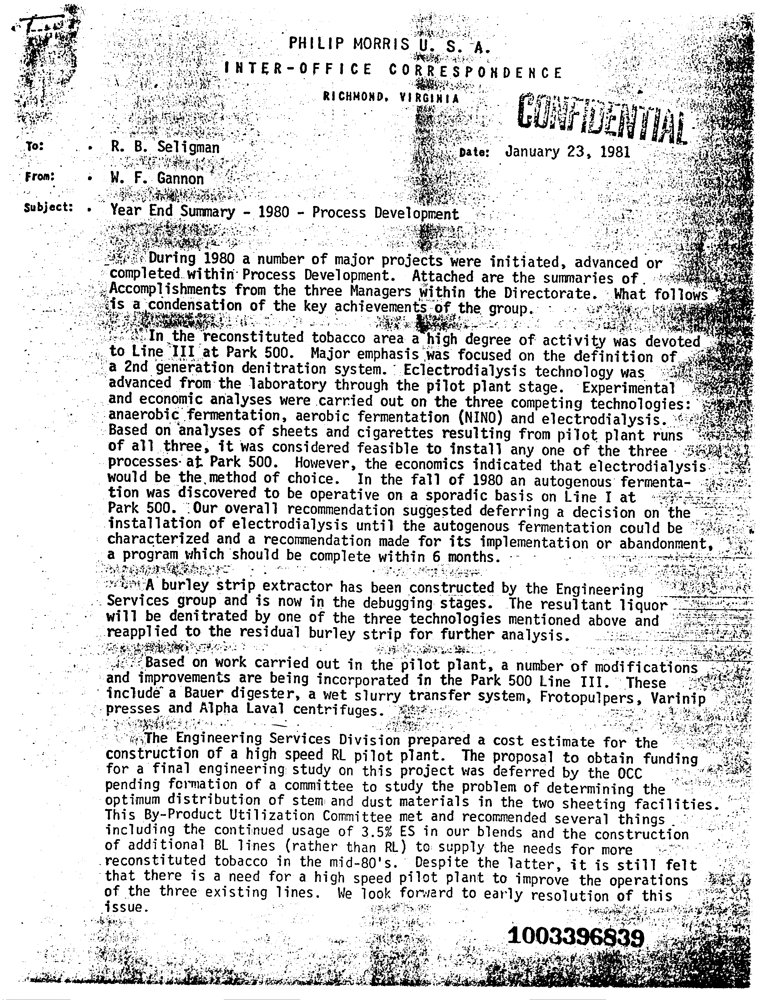 PHILIP MORRIS U. S. A.
INTER-OFFICE CORRESPONDENCE
RICHMOND, VIRGINIA
CONFIDENTIAL
To: . R. B. Seligman
Date: January 23, 1981
From: . W. F. Gannon
Subject: . Year End Summary - 1980 - Process Development
During 1980 a number of major projects were initiated, advanced or
completed within Process Development. Attached are the summaries of
Accomplishments from the three Managers within the Directorate. What follows
is a condensation of the key achievements of the group.
In the reconstituted tobacco area a high degree of activity was devoted
to Line III at Park 500. Major emphasis was focused on the definition of
a 2nd generation denitration system. Eclectrodialysis technology was
advanced from the laboratory through the pilot plant stage. Experimental
and economic analyses were carried out on the three competing technologies:
anaerobic fermentation, aerobic fermentation (NINO) and electrodialysis.
Based on analyses of sheets and cigarettes resulting from pilot plant runs
of all three, it was considered feasible to install any one of the three
processes at Park 500. However, the economics indicated that electrodialysis
would be the method of choice. In the fall of 1980 an autogenous fermenta-
tion was discovered to be operative on a sporadic basis on Line I at
Park 500. Our overall recommendation suggested deferring a decision on the
installation of electrodialysis until the autogenous fermentation could be
characterized and a recommendation made for its implementation or abandonment,
a program which should be complete within 6 months.
A burley strip extractor has been constructed by the Engineering
Services group and is now in the debugging stages. The resultant liquor
will be denitrated by one of the three technologies mentioned above and
reapplied to the residual burley strip for further analysis.
Based on work carried out in the pilot plant, a number of modifications
and improvements are being incorporated in the Park 500 Line III. These
include a Bauer digester, a wet slurry transfer system, Frotopulpers, Varinip
presses and Alpha Laval centrifuges.
The Engineering Services Division prepared a cost estimate for the
construction of a high speed RL pilot plant. The proposal to obtain funding
for a final engineering study on this project was deferred by the OCC
pending formation of a committee to study the problem of determining the
optimum distribution of stem and dust materials in the two sheeting facilities.
This By-Product Utilization Committee met and recommended several things
including the continued usage of 3.5% ES in our blends and the construction
of additional BL lines (rather than RL) to supply the needs for more
reconstituted tobacco in the mid-80's. Despite the latter, it is still felt
that there is a need for a high speed pilot plant to improve the operations
of the three existing lines. We look forward to early resolution of this
issue.
1003396839